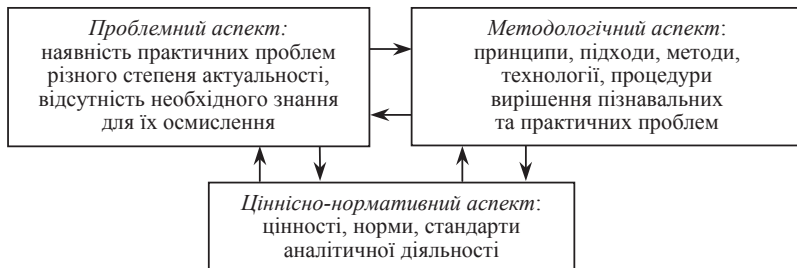 Проблемний аспект:
наявність практичних проблем
різного степеня актуальності,
відсутність необхідного знання
для їх осмислення
Методологічний аспект:
принципи, підходи, методи,
технології, процедури
вирішення пізнавальних
та практичних проблем
Ціннісно-нормативний аспект:
цінності, норми, стандарти
аналітичної діяльності